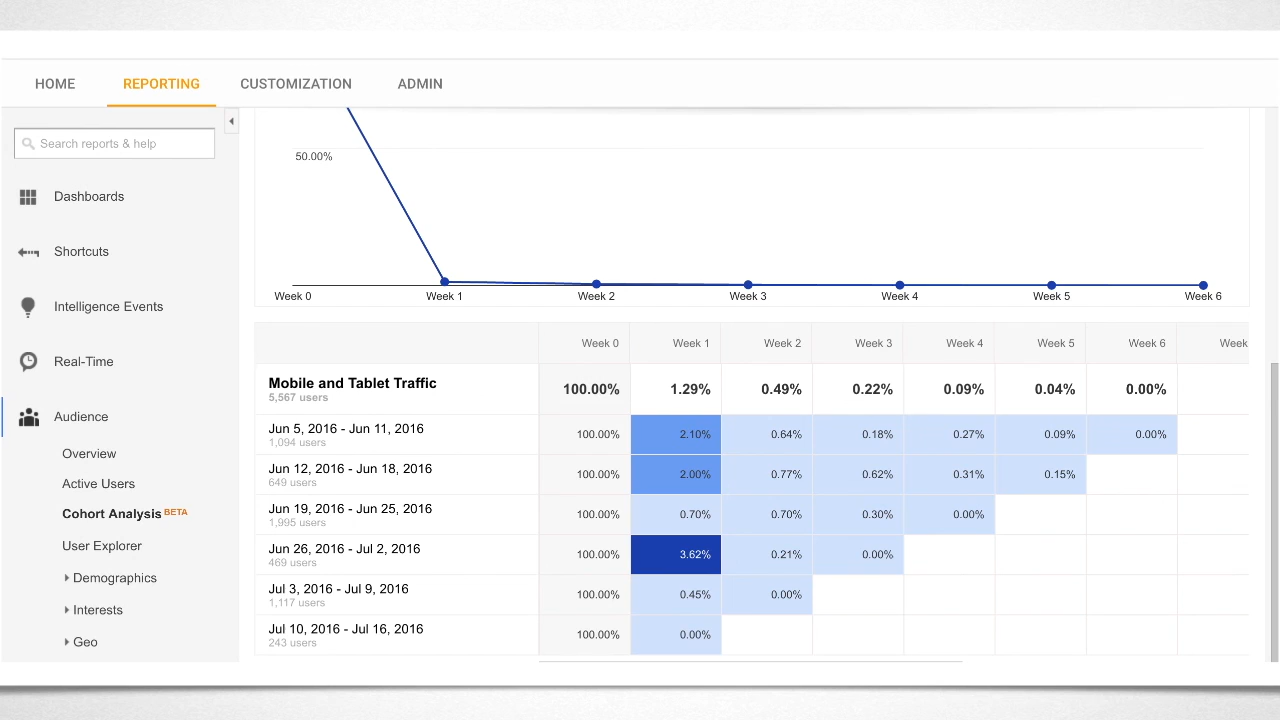 HOME REPORTING CUSTOMIZATION ADMIN
Search reports & help
Dashboards
Shortcuts
Intelligence Events
Real-Time
Audience
Overview
Active Users
Cohort Analysis BETA
User Explorer
Demographics
Interests
Geo
50.00%
Week 0 Week 1 Week 2 Week 3 Week 4 Week 5 Week 6
Week 0 Week 1 Week 2 Week 3 Week 4 Week 5 Week 6 Week
Mobile and Tablet Traffic 100.00% 1.29% 0.49% 0.22% 0.09% 0.04% 0.00%
5,567 users
Jun 5, 2016 - Jun 11, 2016 100.00% 2.10% 0.64% 0.18% 0.27% 0.09% 0.00%
1,094 users
Jun 12, 2016 - Jun 18, 2016 100.00% 2.00% 0.77% 0.62% 0.31% 0.15%
649 users
Jun 19, 2016 - Jun 25, 2016 100.00% 0.70% 0.70% 0.30% 0.00%
1,995 users
Jun 26, 2016 - Jul 2, 2016 100.00% 3.62% 0.21% 0.00%
469 users
Jul 3, 2016 - Jul 9, 2016 100.00% 0.45% 0.00%
1,117 users
Jul 10, 2016 - Jul 16, 2016 100.00% 0.00%
243 users